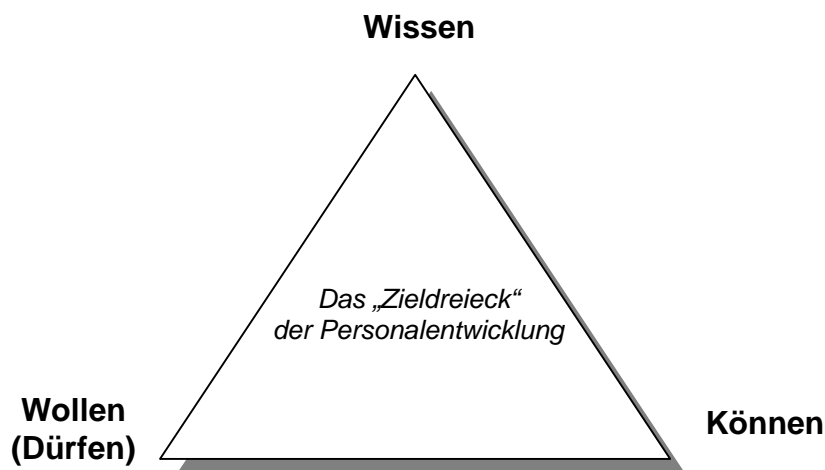 Wissen
Das „Zieldreieck“
der Personalentwicklung
Wollen
(Dürfen)
Können